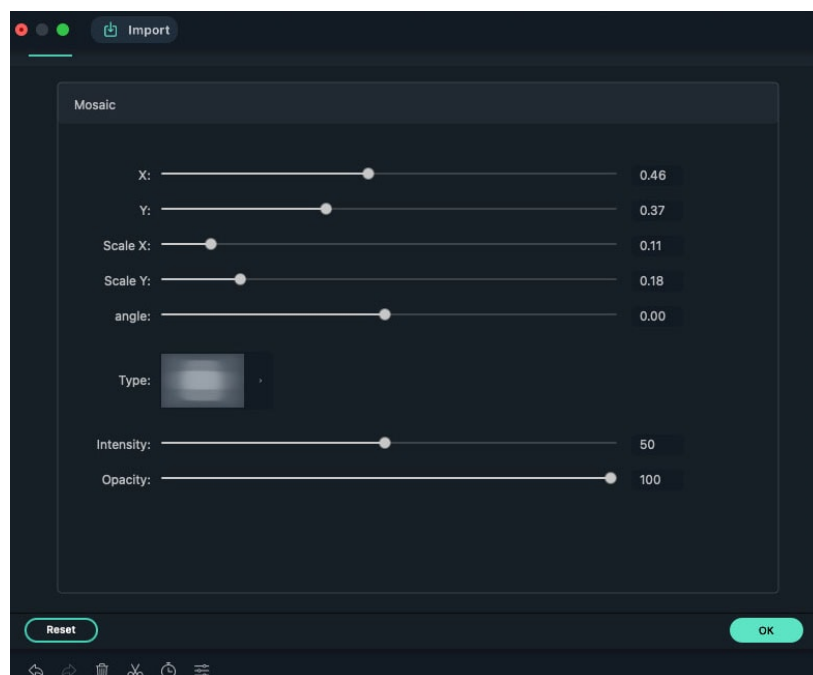 Import
Mosaic
X: 0.46
Y: 0.37
Scale X: 0.11
Scale Y: 0.18
angle: 0.00
Type:
Intensity: 50
Opacity: 100
Reset OK